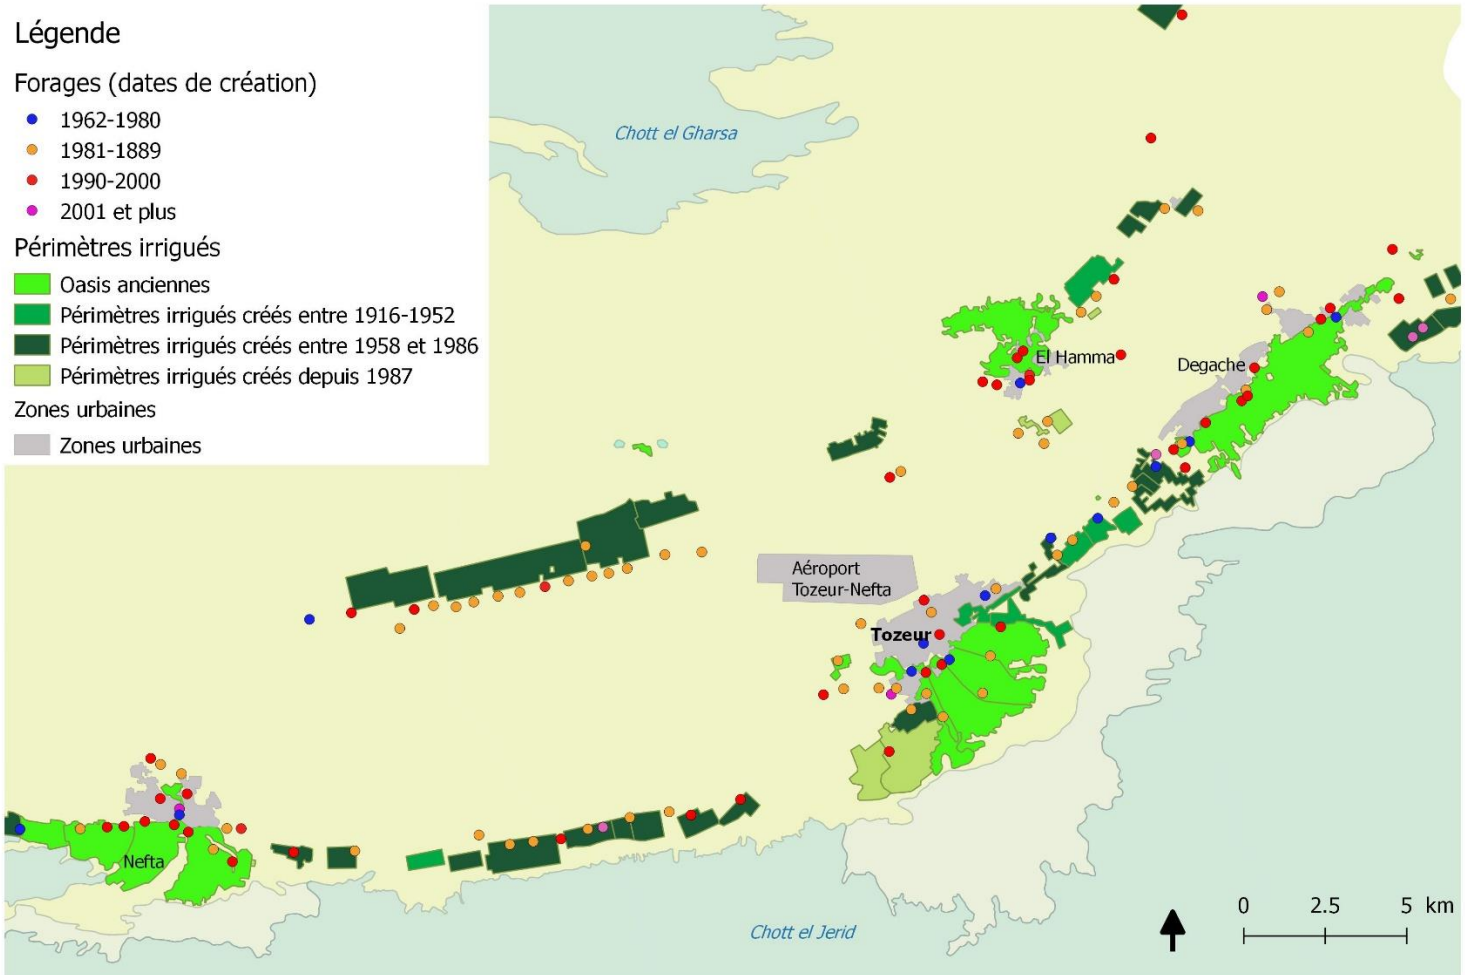 Légende
Forages (dates de création)
1962-1980
1981-1889
1990-2000
2001 et plus
Périmètres irrigués
Oasis anciennes
Périmètres irrigués créés entre 1916-1952
Périmètres irrigués créés entre 1958 et 1986
Périmètres irrigués créés depuis 1987
Zones urbaines
Zones urbaines
Chott el Gharsa
El Hamma
Degache
Aéroport
Tozeur-Nefta
Tozeur
Nefta
Chott el Jerid
0 2.5 5 km